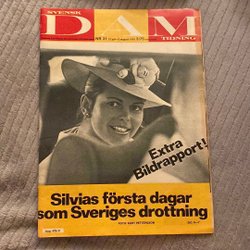 SVENSK
DAM
TIDNING
Extra
Bildrapport!
Silvias första dagar
som Sveriges drottning